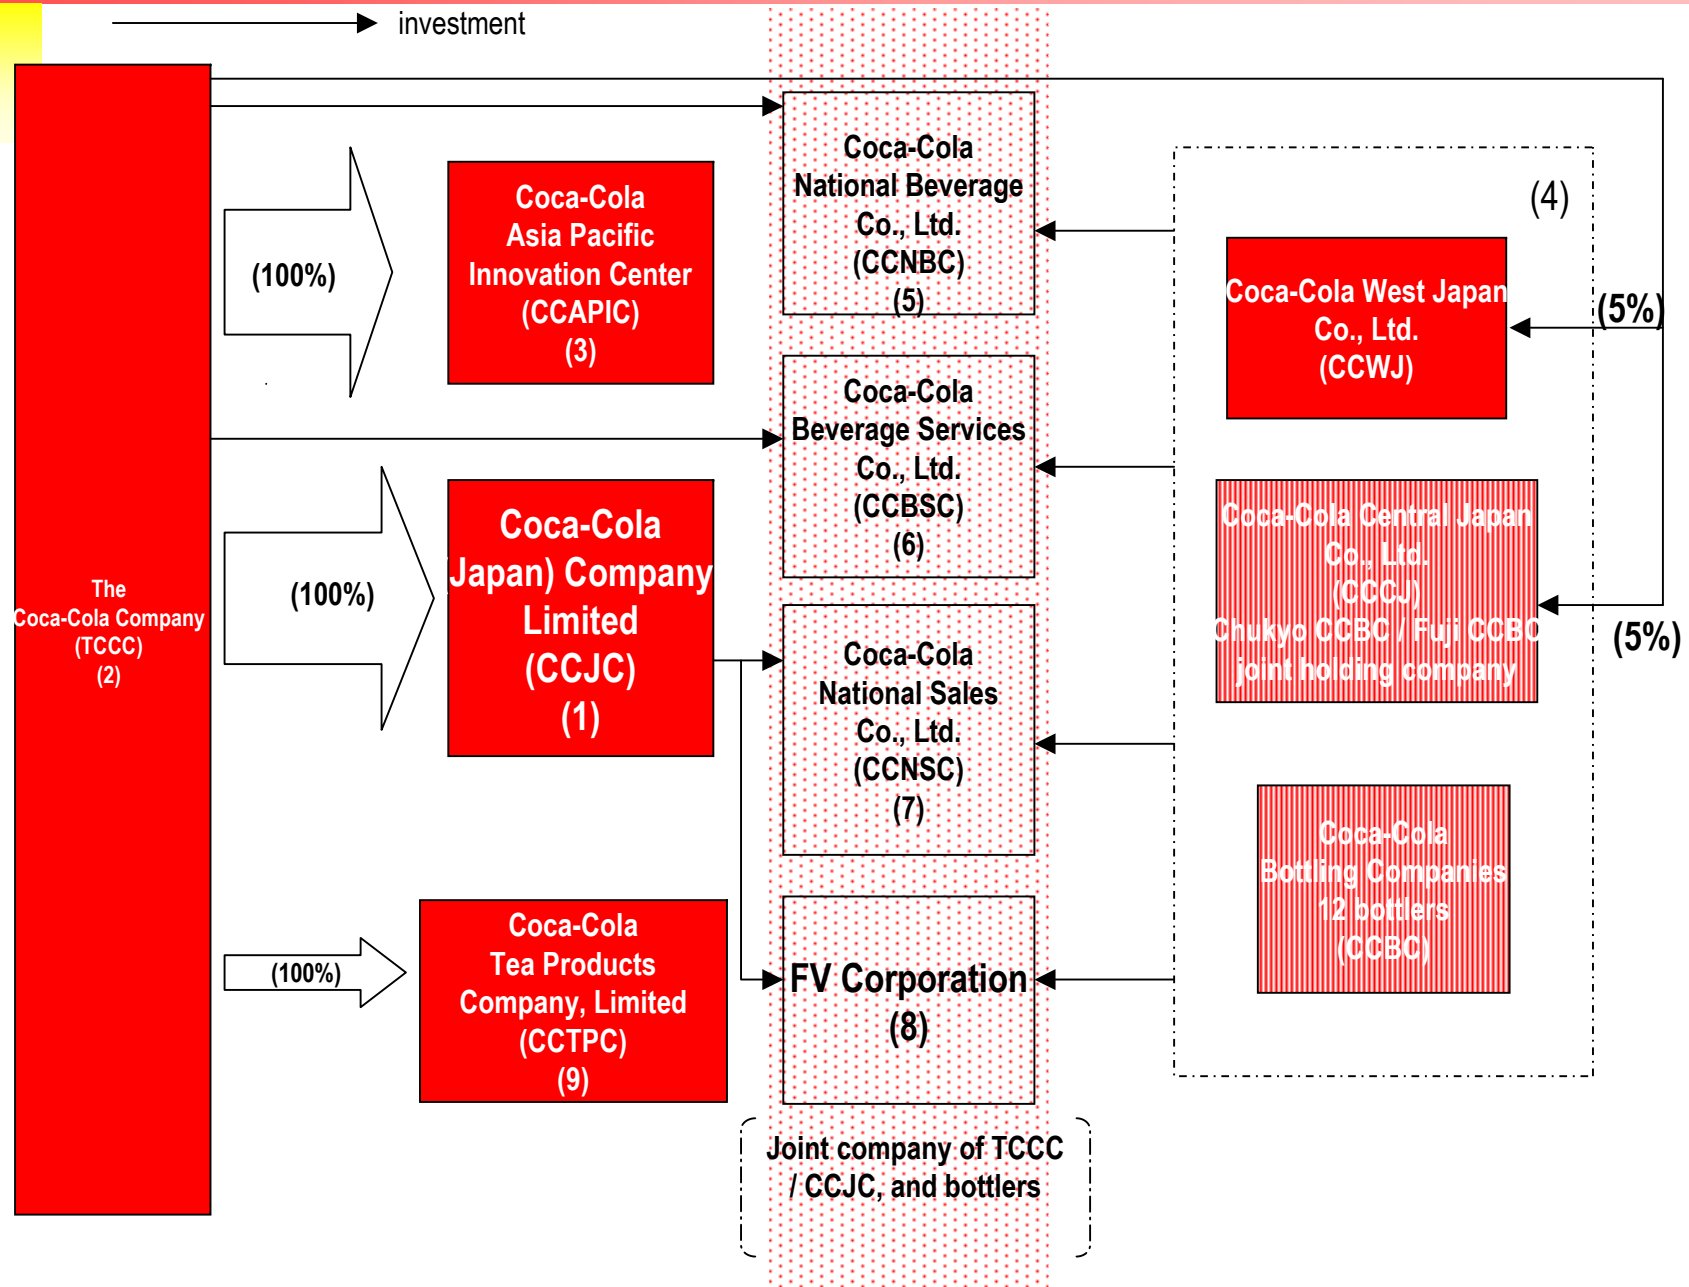 investment
The
Coca-Cola Company
(TCCC)
(2)
(100%)
Coca-Cola
Asia Pacific
Innovation Center
(CCAPIC)
(3)
(100%)
Coca-Cola
Japan) Company
Limited
(CCJC)
(1)
(100%)
Coca-Cola
Tea Products
Company, Limited
(CCTPC)
(9)
Coca-Cola
National Beverage
Co., Ltd.
(CCNBC)
(5)
Coca-Cola
Beverage Services
Co., Ltd.
(CCBSC)
(6)
Coca-Cola
National Sales
Co., Ltd.
(CCNSC)
(7)
FV Corporation
(8)
Joint company of TCCC
/ CCJC, and bottlers
(4)
Coca-Cola West Japan
Co., Ltd.
(CCWJ)
(5%)
Coca-Cola Central Japan
Co., Ltd.
(CCCJ)
Chukyo CCBC / Fuji CCBC
joint holding company
(5%)
Coca-Cola
Bottling Companies
12 bottlers
(CCBC)